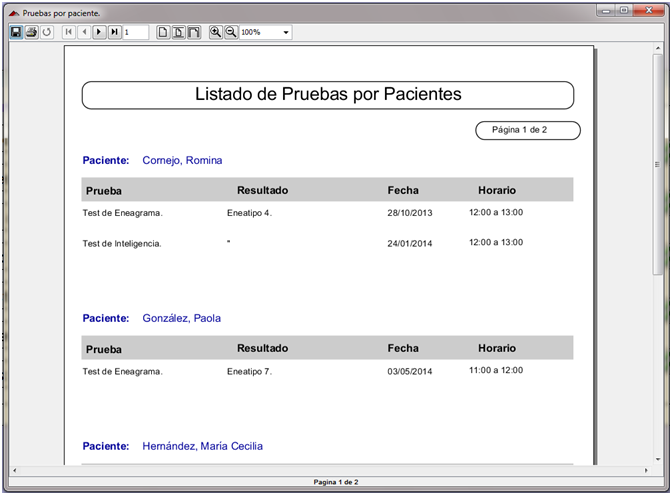 Pruebas por paciente.
1
100%
Listado de Pruebas por Pacientes
Página 1 de 2
Paciente: Cornejo, Romina
Prueba Resultado Fecha Horario
Test de Eneagrama. Eneatipo 4. 28/10/2013 12:00 a 13:00
Test de Inteligencia. " 24/01/2014 12:00 a 13:00
Paciente: González, Paola
Prueba Resultado Fecha Horario
Test de Eneagrama. Eneatipo 7. 03/05/2014 11:00 a 12:00
Paciente: Hernández, María Cecilia
Pagina 1 de 2